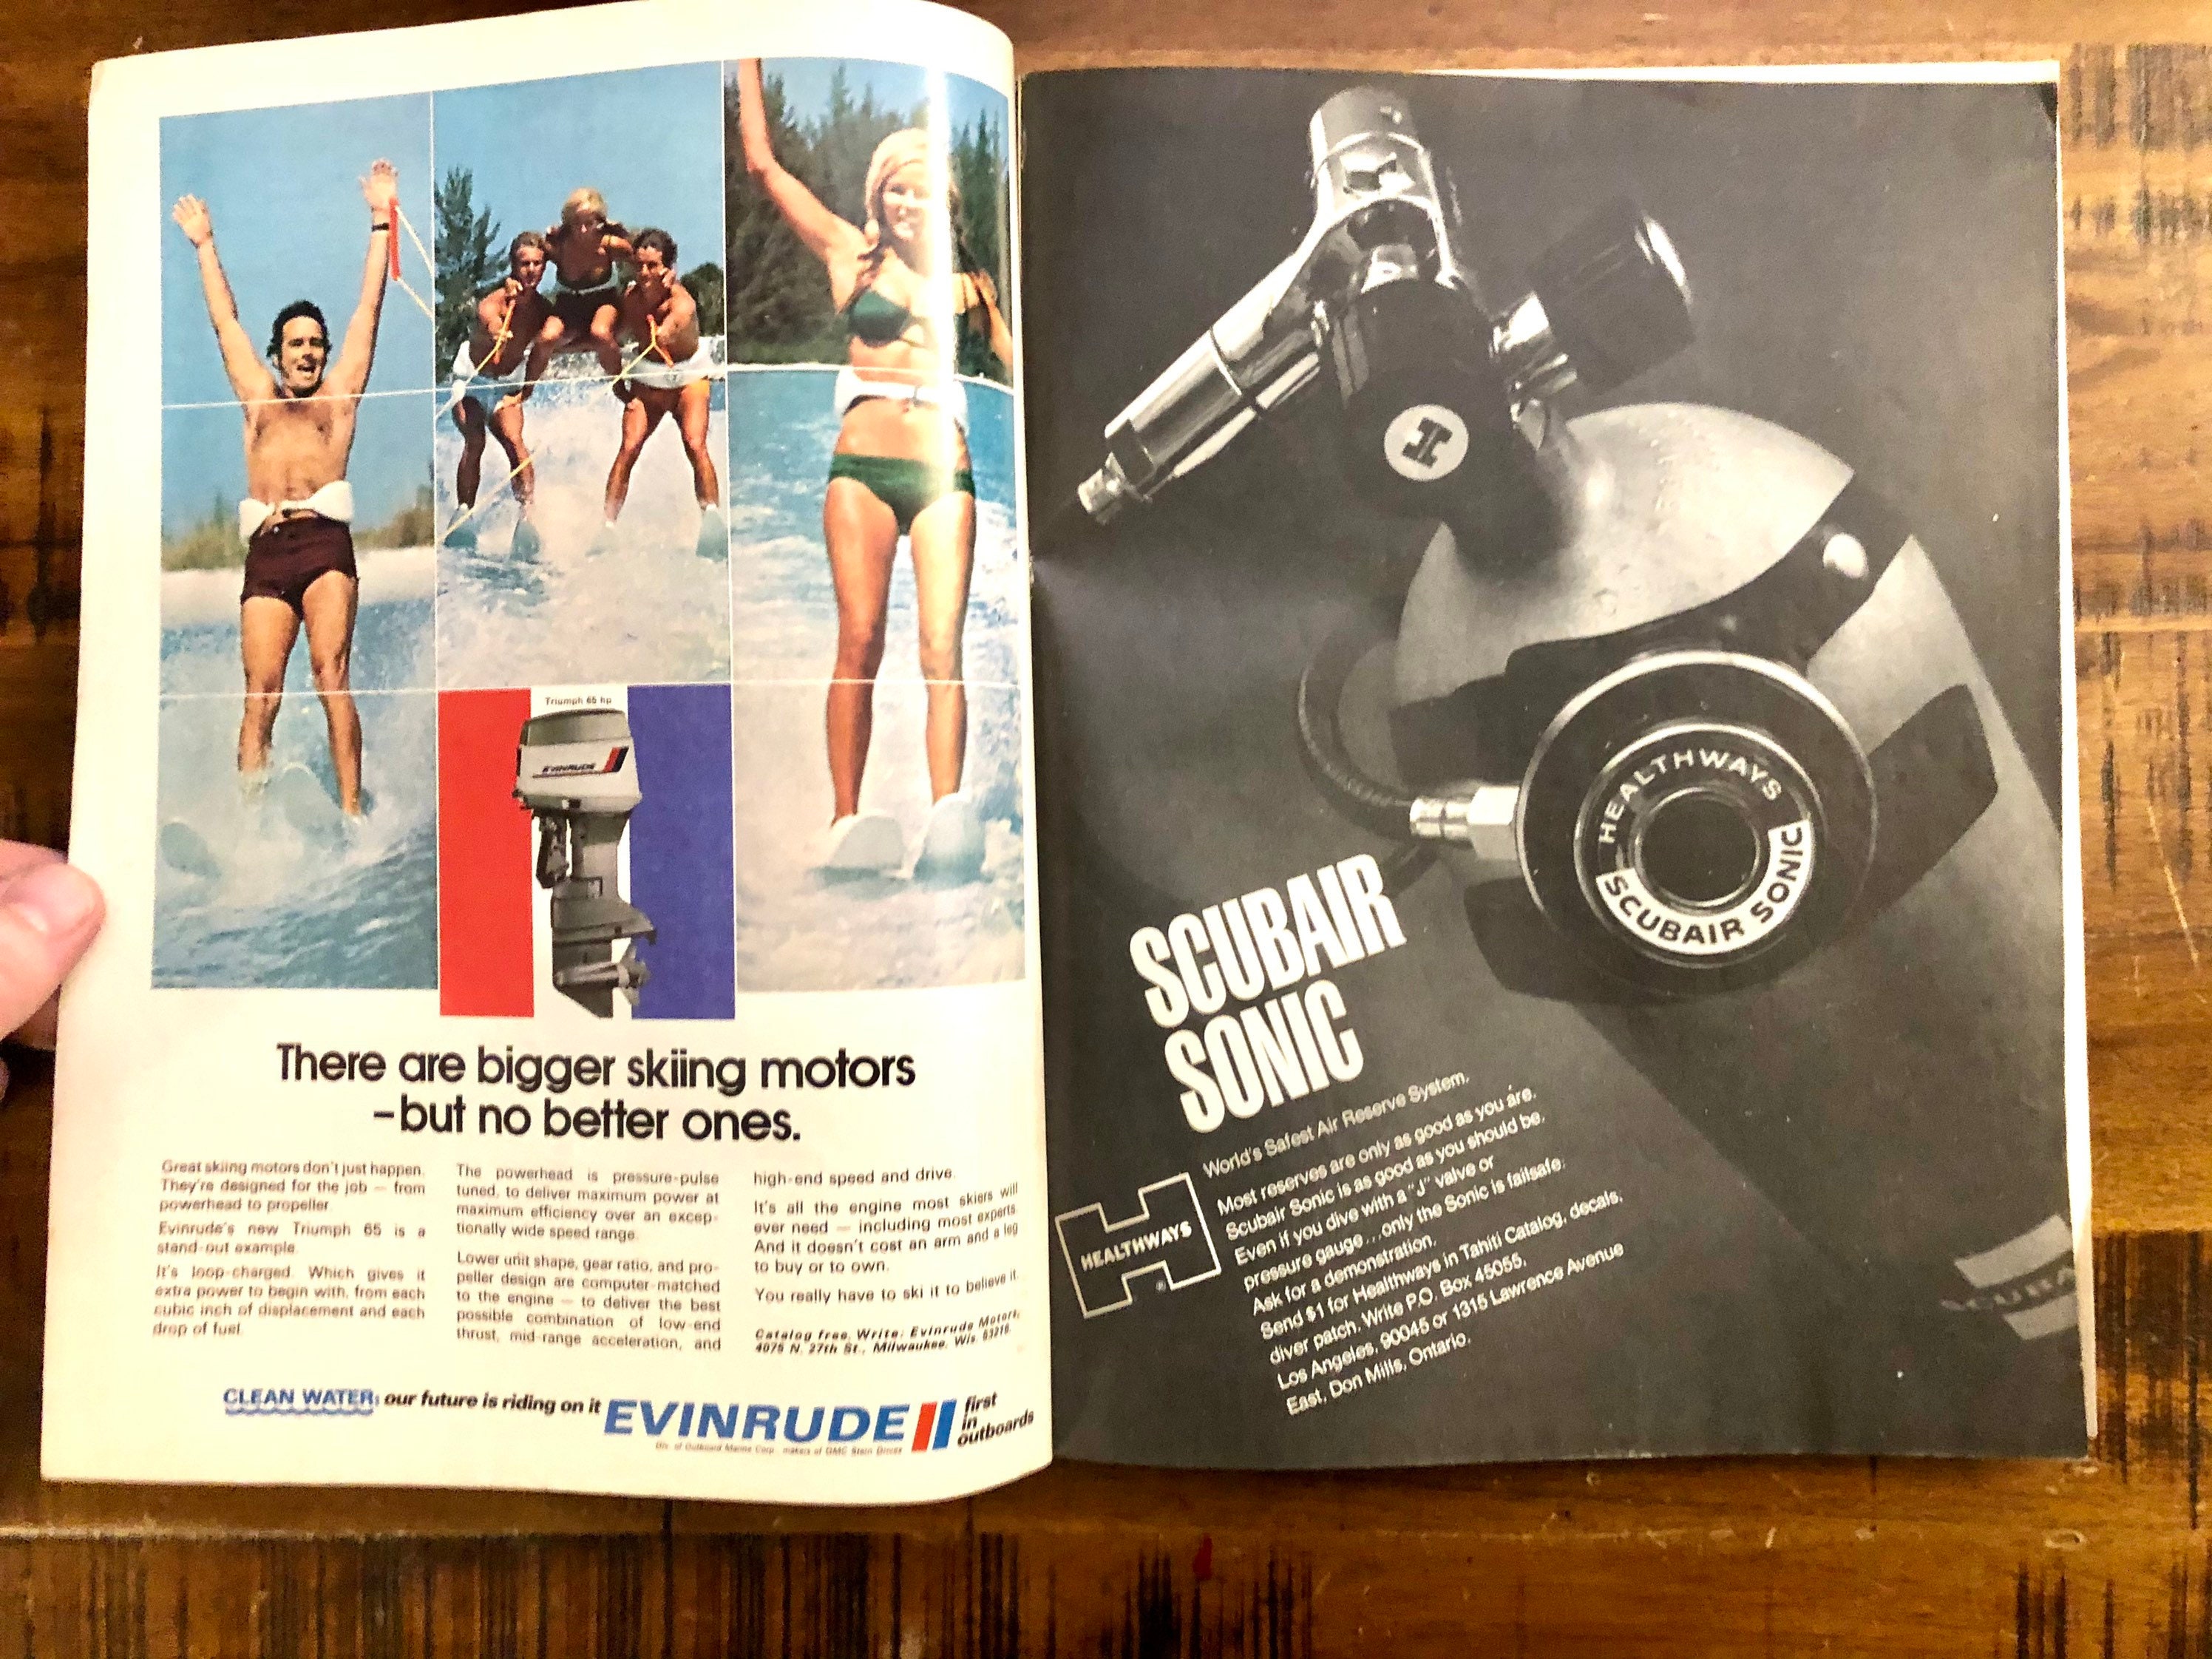 Triumph 65 hp
EVINRUDE
There are bigger skiing motors
–but no better ones.
Great skiing motors don't just happen.
They're designed for the job — from
powerhead to propeller.
Evinrude's new Triumph 65 is a
stand-out example.
It's loop-charged. Which gives it
extra power to begin with, from each
cubic inch of displacement and each
drop of fuel.
The powerhead is pressure-pulse
tuned, to deliver maximum power at
maximum efficiency over an excep-
tionally wide speed range.
Lower unit shape, gear ratio, and pro-
peller design are computer-matched
to the engine — to deliver the best
possible combination of low-end
thrust, mid-range acceleration, and
high-end speed and drive.
It's all the engine most skiers will
ever need — including most experts.
And it doesn't cost an arm and a leg
to buy or to own.
You really have to ski it to believe it.
Catalog free. Write: Evinrude Motors,
4075 N. 27th St., Milwaukee, Wis. 53216.
CLEAN WATER: our future is riding on it
EVINRUDE
first
in
outboards
Div. of Outboard Marine Corp. makers of OMC Stern Drives
H
HEALTHWAYS
SCUBAIR SONIC
SCUBAIR
SONIC
World's Safest Air Reserve System.
HEALTHWAYS
®
Most reserves are only as good as you are.
Scubair Sonic is as good as you should be.
Even if you dive with a "J" valve or
pressure gauge...only the Sonic is failsafe.
Ask for a demonstration.
Send $1 for Healthways in Tahiti Catalog, decals,
diver patch. Write P.O. Box 45055,
Los Angeles, 90045 or 1315 Lawrence Avenue
East, Don Mills, Ontario.